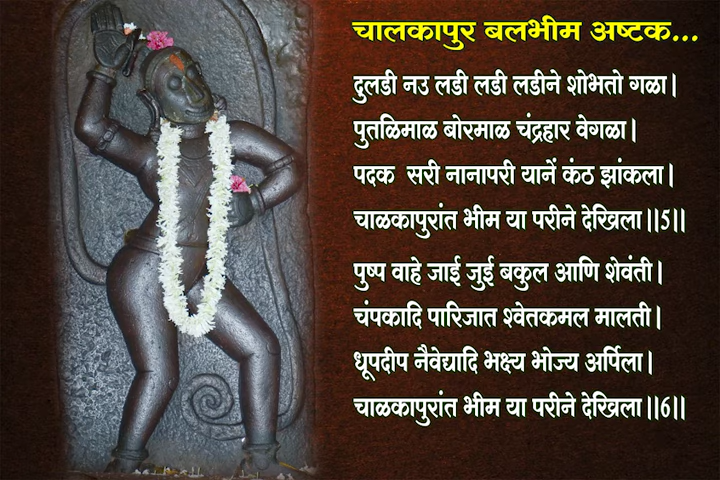 चालकापुर बलभीम अष्टक...
दुलडी नउ लडी लडी लडीने शोभतो गळा।
पुतळिमाळ बोरमाळ चंद्रहार वेगळा।
पदक सरी नानापरी यानें कंठ झांकला।
चाळकापुरांत भीम या परीने देखिला॥5॥
पुष्प वाहे जाई जुई बकुल आणि शेवंती।
चंपकादि पारिजात श्वेतकमल मालती।
धूपदीप नैवेद्यादि भक्ष्य भोज्य अर्पिला।
चाळकापुरांत भीम या परीने देखिला॥6॥